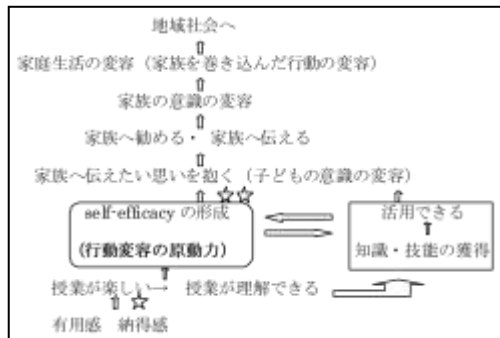 地域社会へ
⇧
家庭生活の変容（家族を巻き込んだ行動の変容）
⇧
家族の意識の変容
⇧
家族へ勧める・ 家族へ伝える
⇧
家族へ伝えたい思いを抱く（子どもの意識の変容）
⇧☆☆ ⇧
self-efficacy の形成
(行動変容の原動力)
活用できる
⬆
知識・技能の獲得
⬆
授業が楽しい→ 授業が理解できる
⇧☆
有用感 納得感